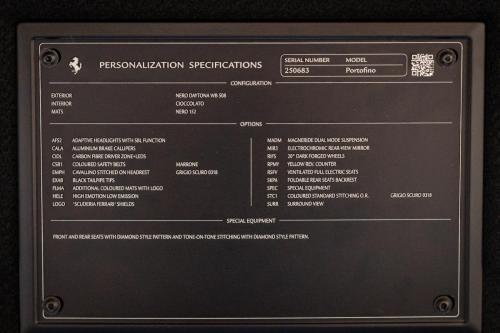 PERSONALIZATION SPECIFICATIONS
SERIAL NUMBER MODEL
250683 Portofino
CONFIGURATION
EXTERIOR NERO DAYTONA WB 508
INTERIOR CIOCCOLATO
MATS NERO 1E2
OPTIONS
AFS2 ADAPTIVE HEADLIGHTS WITH SBL FUNCTION
CALA ALUMINIUM BRAKE CALLIPERS
CIDL CARBON FIBRE DRIVER ZONE+LEDS
CSB1 COLOURED SAFETY BELTS MARRONE
EMPH CAVALLINO STITCHED ON HEADREST GRIGIO SCURO 0318
EXAB BLACK TAILPIPE TIPS
FLMA ADDITIONAL COLOURED MATS WITH LOGO
HELE HIGH EMOTION LOW EMISSION
LOGO "SCUDERIA FERRARI" SHIELDS
MADM MAGNERIDE DUAL MODE SUSPENSION
MIR3 ELECTROCHROMIC REAR-VIEW MIRROR
RIFS 20" DARK FORGED WHEELS
RPMY YELLOW REV. COUNTER
RSFV VENTILATED FULL ELECTRIC SEATS
SKPA FOLDABLE REAR SEATS BACKREST
SPEC SPECIAL EQUIPMENT
STC1 COLOURED STANDARD STITCHING O.R. GRIGIO SCURO 0318
SURR SURROUND VIEW
SPECIAL EQUIPMENT
FRONT AND REAR SEATS WITH DIAMOND STYLE PATTERN AND TONE-ON-TONE STITCHING WITH DIAMOND STYLE PATTERN.